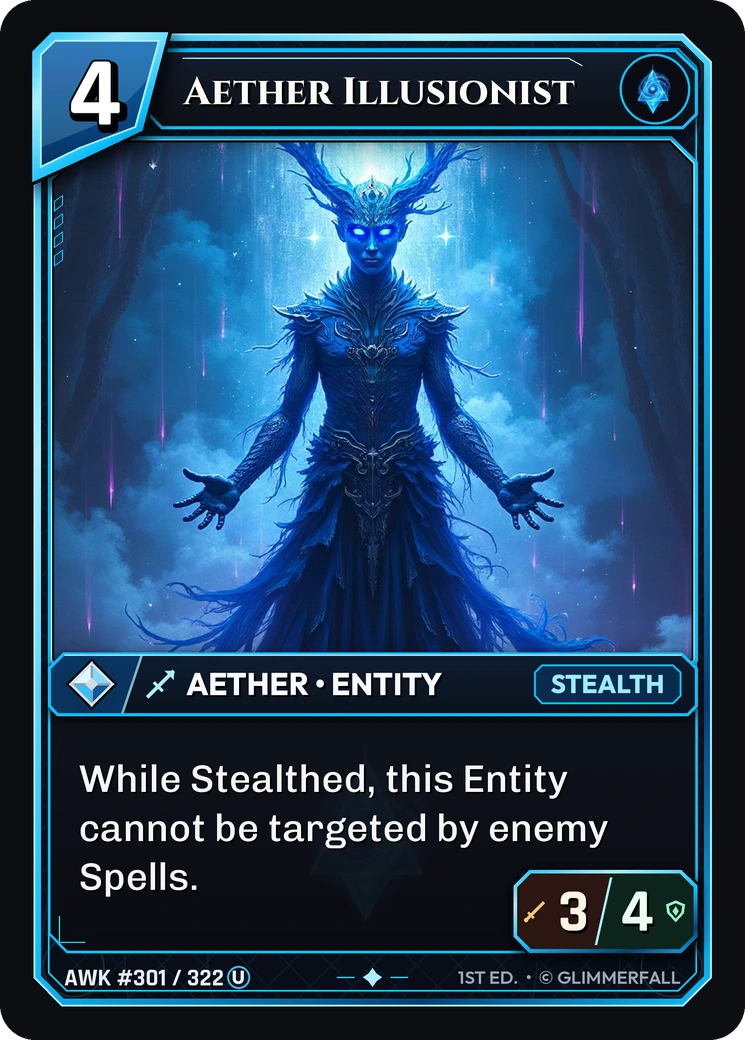 4
AETHER ILLUSIONIST
AETHER • ENTITY
STEALTH
While Stealthed, this Entity
cannot be targeted by enemy
Spells.
3 / 4
AWK #301 / 322 U
1ST ED. • © GLIMMERFALL